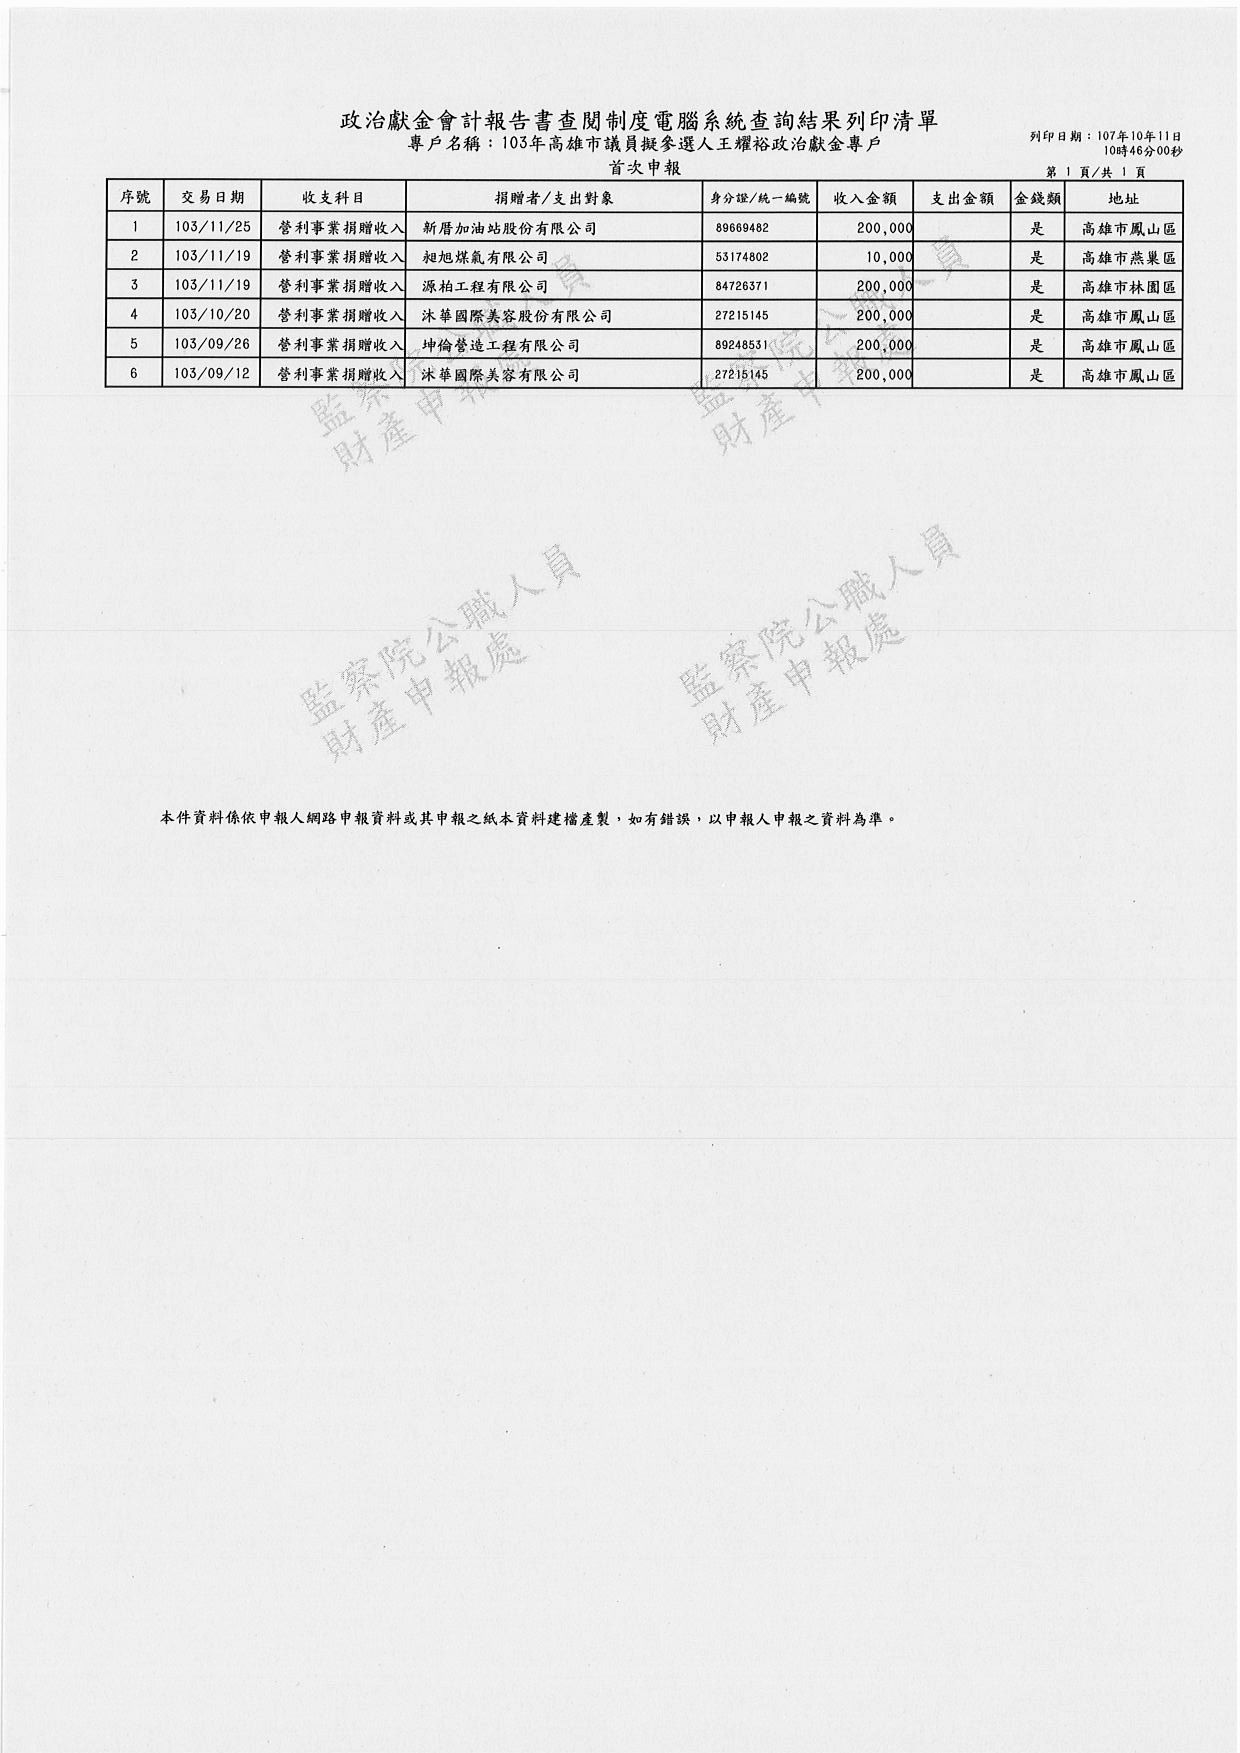 政治獻金會計報告書查閱制度電腦系統查詢結果列印清單
專戶名稱：103年高雄市議員擬參選人王耀裕政治獻金專戶
首次申報
列印日期：107年10年11日
10時46分00秒
第 1 頁/共 1 頁
序號 交易日期 收支科目 捐贈者/支出對象 身分證/統一編號 收入金額 支出金額 金錢類 地址
1 103/11/25 營利事業捐贈收入 新厝加油站股份有限公司 89669482 200,000 是 高雄市鳳山區
2 103/11/19 營利事業捐贈收入 昶旭煤氣有限公司 53174802 10,000 是 高雄市燕巢區
3 103/11/19 營利事業捐贈收入 源柏工程有限公司 84726371 200,000 是 高雄市林園區
4 103/10/20 營利事業捐贈收入 沐華國際美容股份有限公司 27215145 200,000 是 高雄市鳳山區
5 103/09/26 營利事業捐贈收入 坤倫營造工程有限公司 89248531 200,000 是 高雄市鳳山區
6 103/09/12 營利事業捐贈收入 沐華國際美容有限公司 27215145 200,000 是 高雄市鳳山區
監察院公職人員
財產申報處
監察院公職人員
財產申報處
監察院公職人員
財產申報處
監察院公職人員
財產申報處
本件資料係依申報人網路申報資料或其申報之紙本資料建檔產製，如有錯誤，以申報人申報之資料為準。